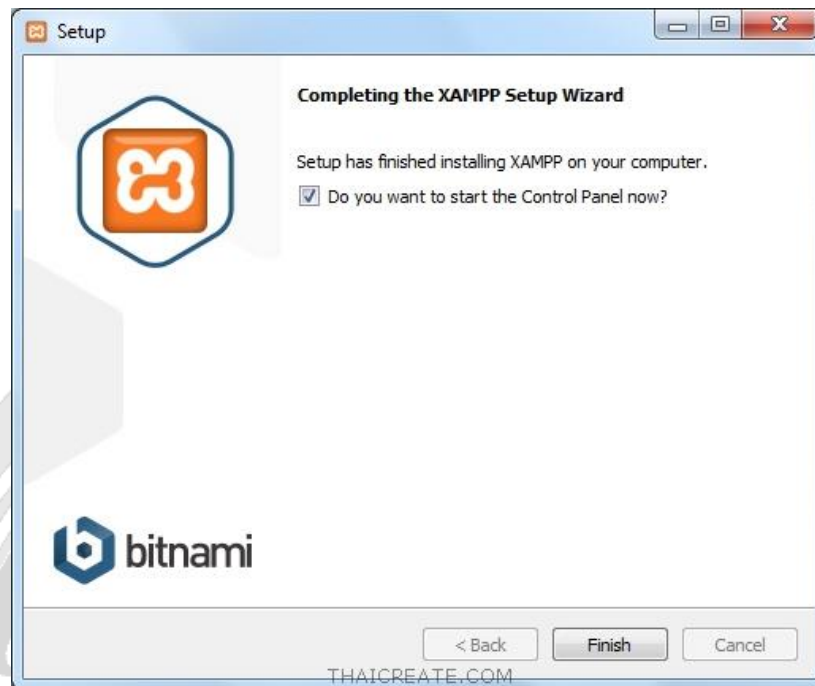 Setup
Completing the XAMPP Setup Wizard
Setup has finished installing XAMPP on your computer.
Do you want to start the Control Panel now?
bitnami
< Back
Finish
Cancel
THAICREATE.COM